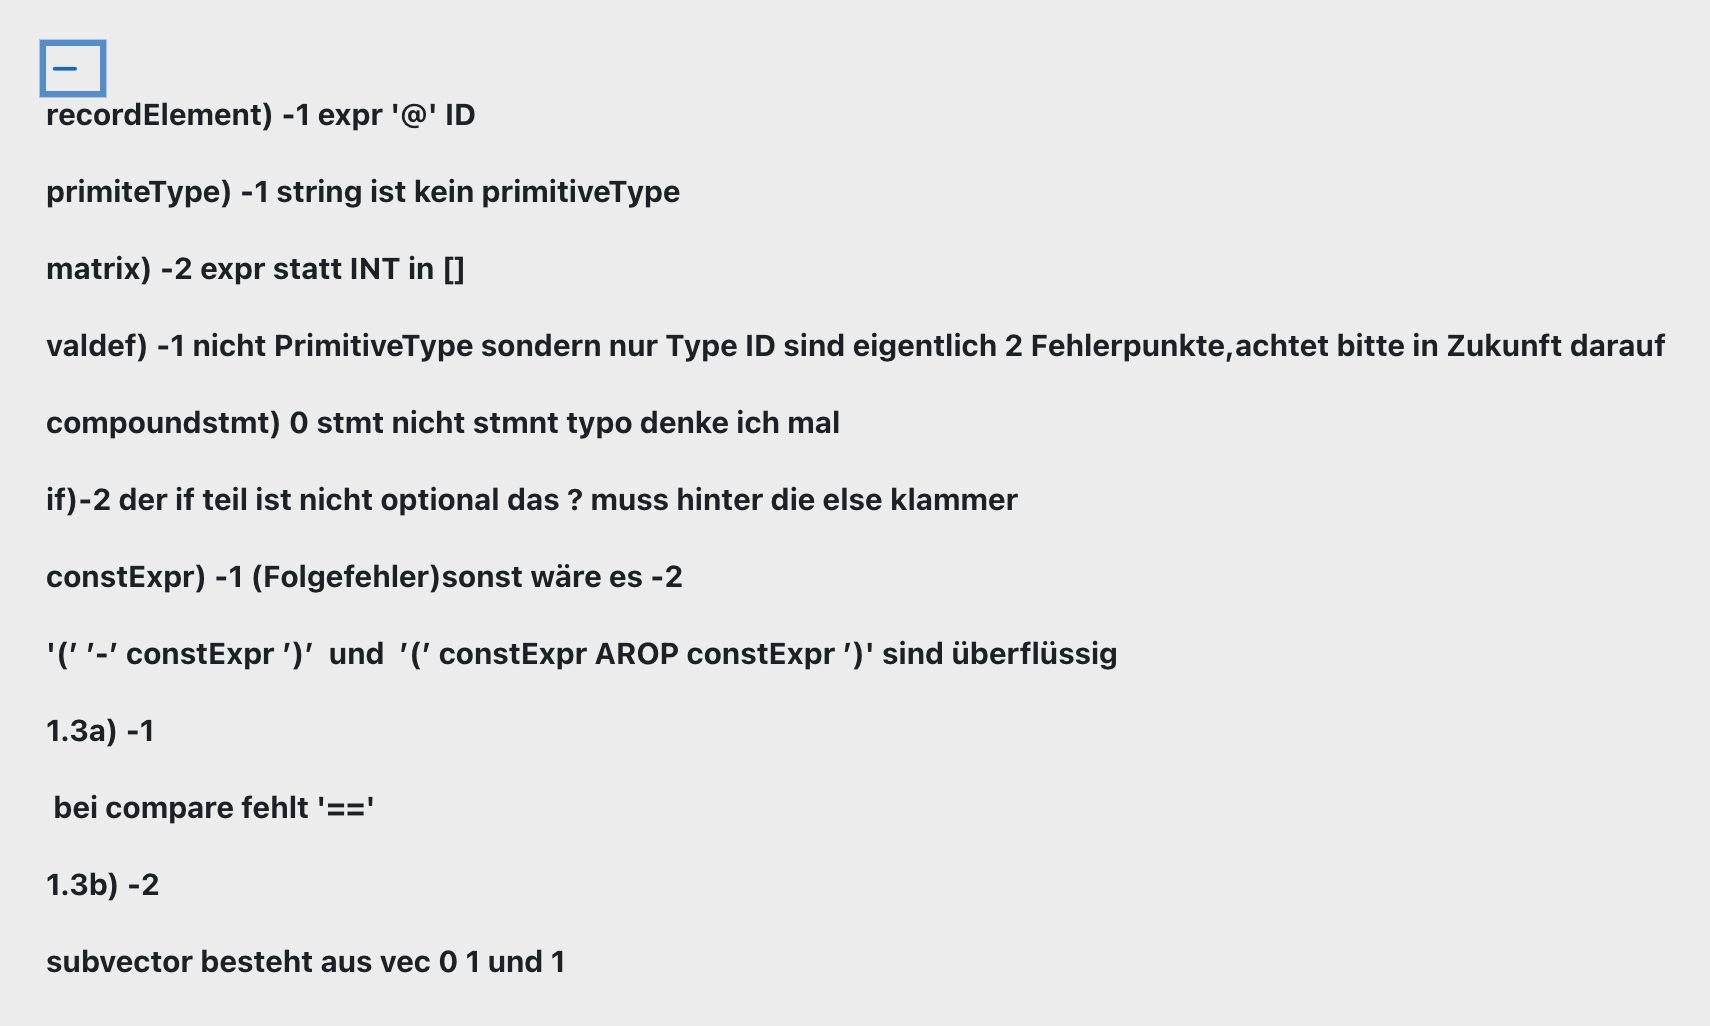 recordElement) -1 expr '@' ID
primiteType) -1 string ist kein primitiveType
matrix) -2 expr statt INT in []
valdef) -1 nicht PrimitiveType sondern nur Type ID sind eigentlich 2 Fehlerpunkte,achtet bitte in Zukunft darauf
compoundstmt) 0 stmt nicht stmnt typo denke ich mal
if)-2 der if teil ist nicht optional das ? muss hinter die else klammer
constExpr) -1 (Folgefehler)sonst wäre es -2
'(’ ’-’ constExpr ’)’  und  ’(’ constExpr AROP constExpr ’)' sind überflüssig
1.3a) -1
bei compare fehlt '=='
1.3b) -2
subvector besteht aus vec 0 1 und 1